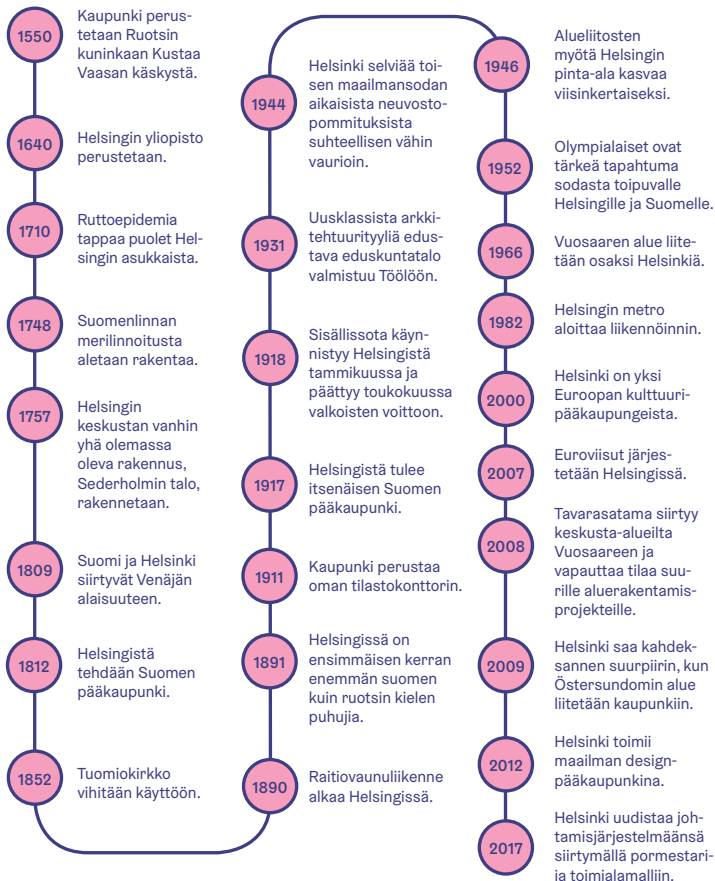 1550
Kaupunki perus-
tetaan Ruotsin
kuninkaan Kustaa
Vaasan käskystä.
1640
Helsingin yliopisto
perustetaan.
1710
Ruttoepidemia
tappaa puolet Hel-
singin asukkaista.
1748
Suomenlinnan
merilinnoitusta
aletaan rakentaa.
1757
Helsingin
keskustan vanhin
yhä olemassa
oleva rakennus,
Sederholmin talo,
rakennetaan.
1809
Suomi ja Helsinki
siirtyvät Venäjän
alaisuuteen.
1812
Helsingistä
tehdään Suomen
pääkaupunki.
1852
Tuomiokirkko
vihitään käyttöön.
1890
Raitiovaunuliikenne
alkaa Helsingissä.
1891
Helsingissä on
ensimmäisen kerran
enemmän suomen
kuin ruotsin kielen
puhujia.
1911
Kaupunki perustaa
oman tilastokonttorin.
1917
Helsingistä tulee
itsenäisen Suomen
pääkaupunki.
1918
Sisällissota käyn-
nistyy Helsingistä
tammikuussa ja
päättyy toukokuussa
valkoisten voittoon.
1931
Uusklassista arkki-
tehtuurityyliä edus-
tava eduskuntatalo
valmistuu Töölöön.
1944
Helsinki selviää toi-
sen maailmansodan
aikaisista neuvosto-
pommituksista
suhteellisen vähin
vaurioin.
1946
Alueliitosten
myötä Helsingin
pinta-ala kasvaa
viisinkertaiseksi.
1952
Olympialaiset ovat
tärkeä tapahtuma
sodasta toipuvalle
Helsingille ja Suomelle.
1966
Vuosaaren alue liite-
tään osaksi Helsinkiä.
1982
Helsingin metro
aloittaa liikennöinnin.
2000
Helsinki on yksi
Euroopan kulttuuri-
pääkaupungeista.
2007
Euroviisut järjes-
tetään Helsingissä.
2008
Tavarasatama siirtyy
keskusta-alueilta
Vuosaareen ja
vapauttaa tilaa suu-
rille aluerakentamis-
projekteille.
2009
Helsinki saa kahdek-
sannen suurpiirin, kun
Östersundomin alue
liitetään kaupunkiin.
2012
Helsinki toimii
maailman design-
pääkaupunkina.
2017
Helsinki uudistaa joh-
tamisjärjestelmäänsä
siirtymällä pormestari-
ja toimialamalliin.